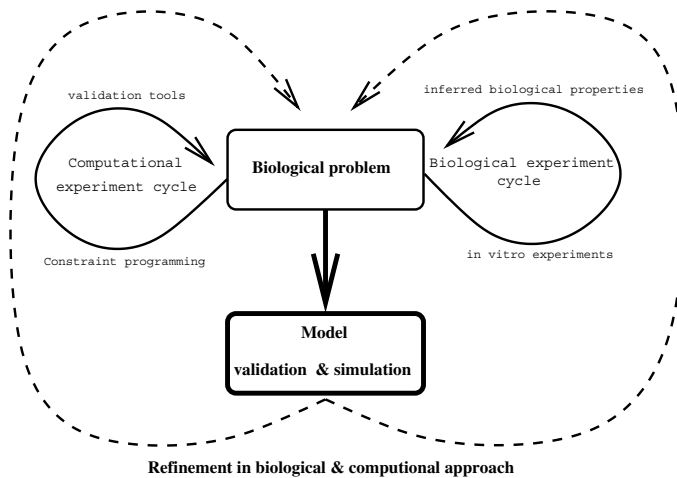 validation tools
inferred biological properties
Computational
experiment cycle
Biological problem
Biological experiment
cycle
Constraint programming
in vitro experiments
Model
validation & simulation
Refinement in biological & computional approach